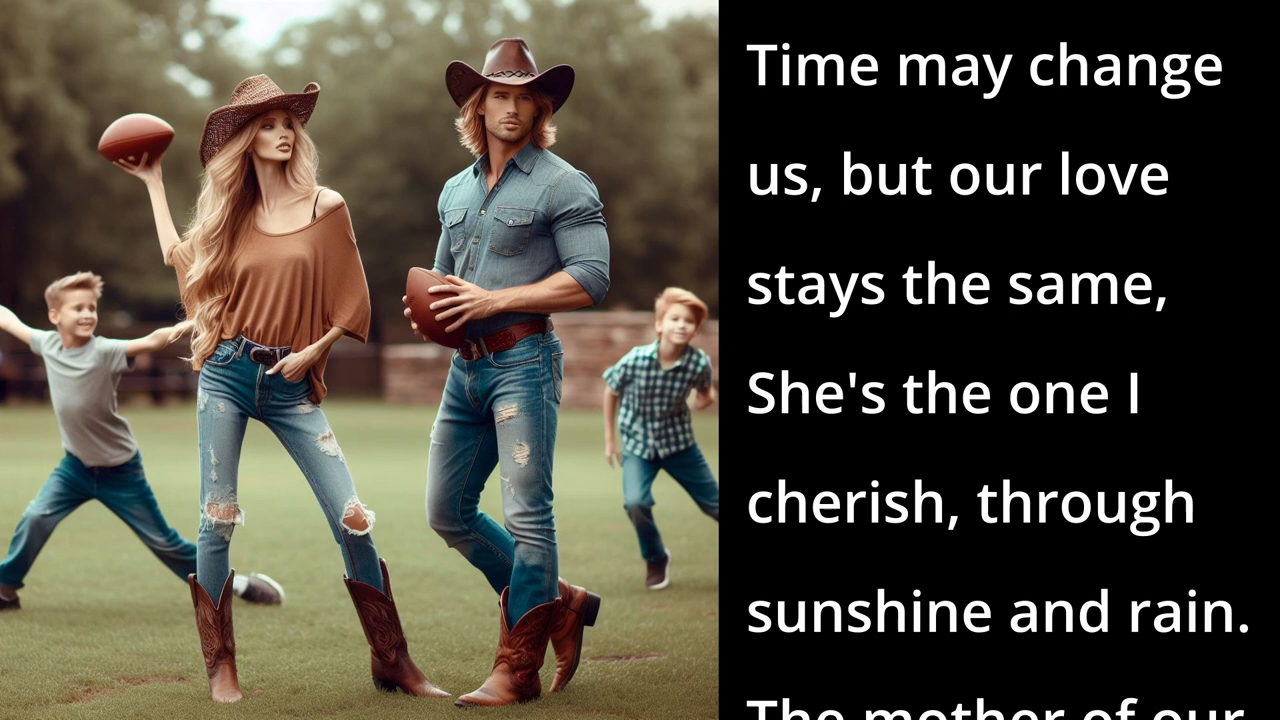 Time may change
us, but our love
stays the same,
She's the one I
cherish, through
sunshine and rain.
The mother of our